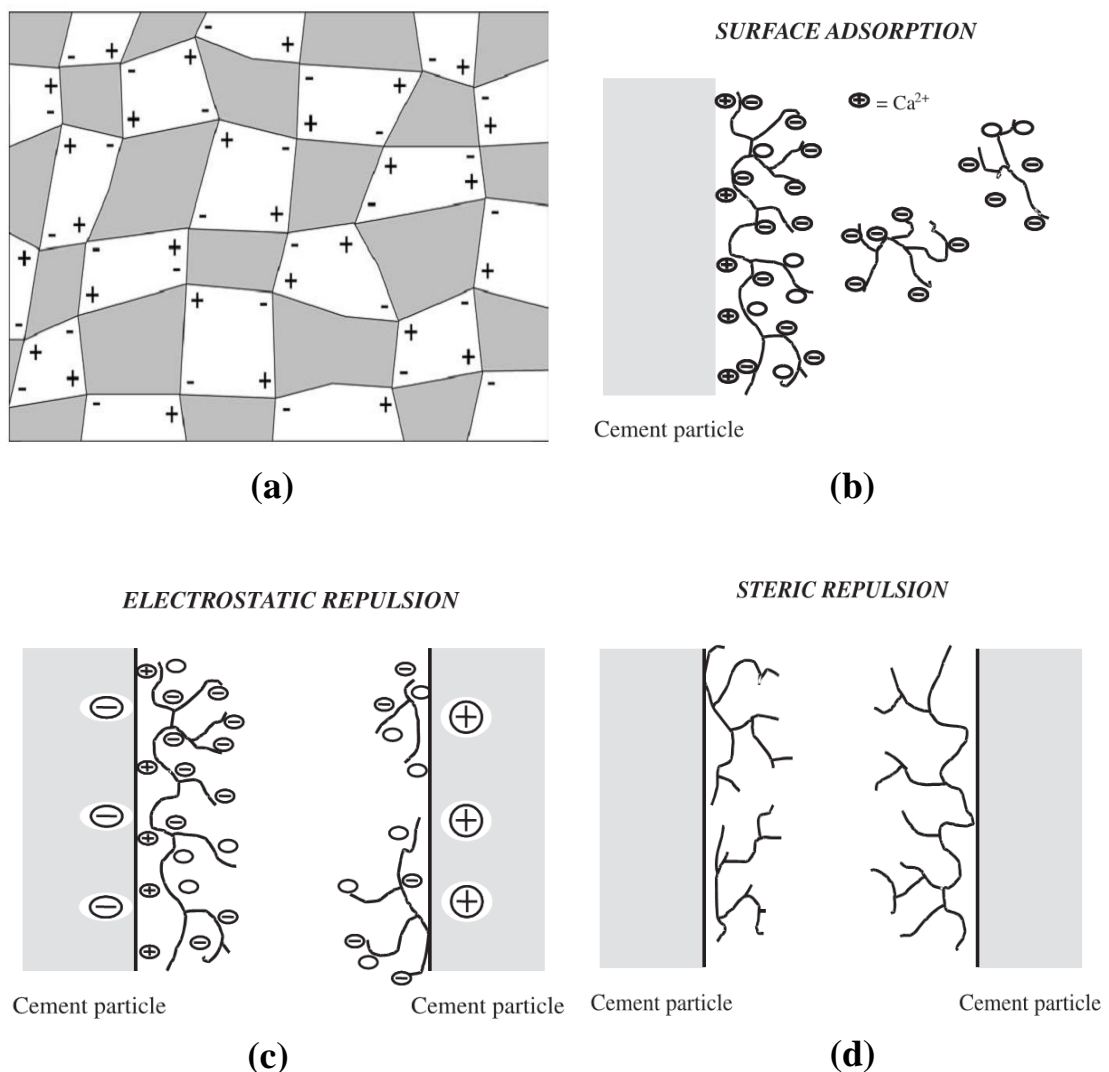 SURFACE ADSORPTION
= Ca²⁺
Cement particle
(a)
(b)
ELECTROSTATIC REPULSION
STERIC REPULSION
Cement particle
Cement particle
Cement particle
Cement particle
(c)
(d)